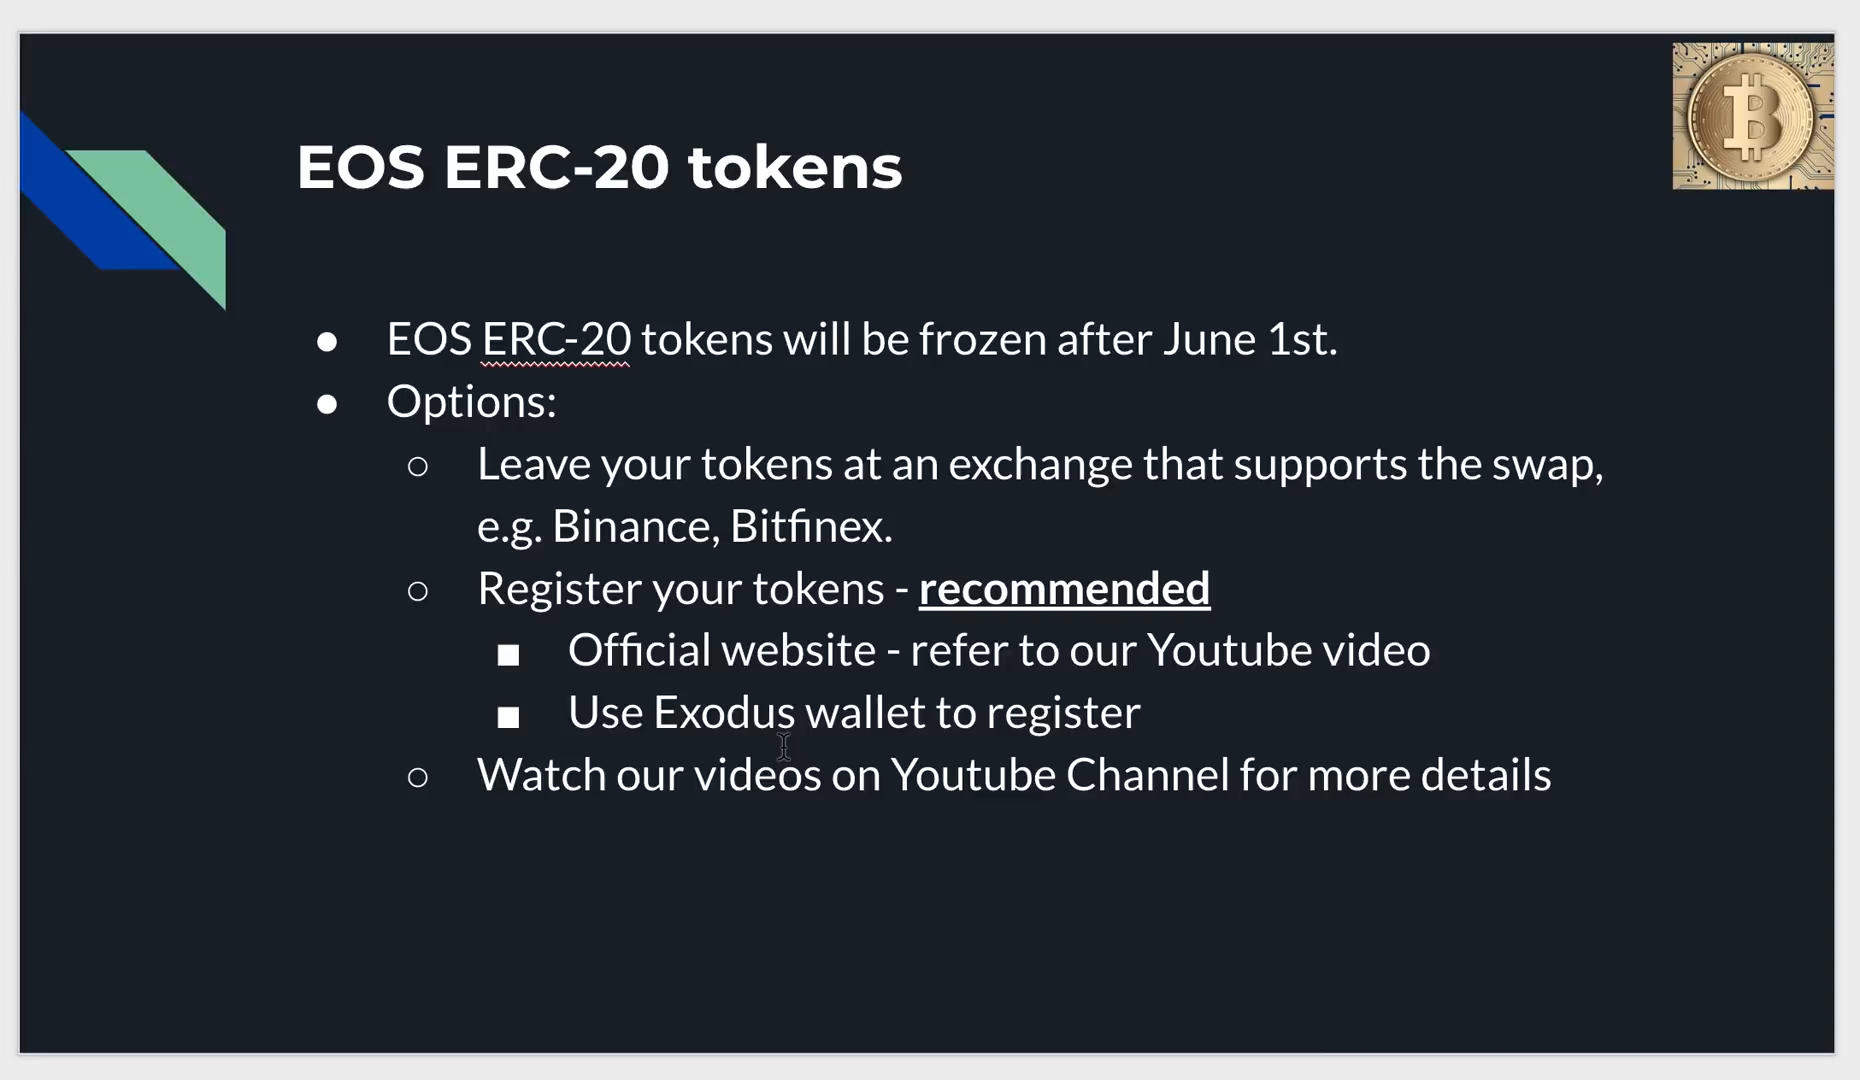 EOS ERC-20 tokens
● EOS ERC-20 tokens will be frozen after June 1st.
● Options:
○ Leave your tokens at an exchange that supports the swap,
e.g. Binance, Bitfinex.
○ Register your tokens - recommended
■ Official website - refer to our Youtube video
■ Use Exodus wallet to register
○ Watch our videos on Youtube Channel for more details